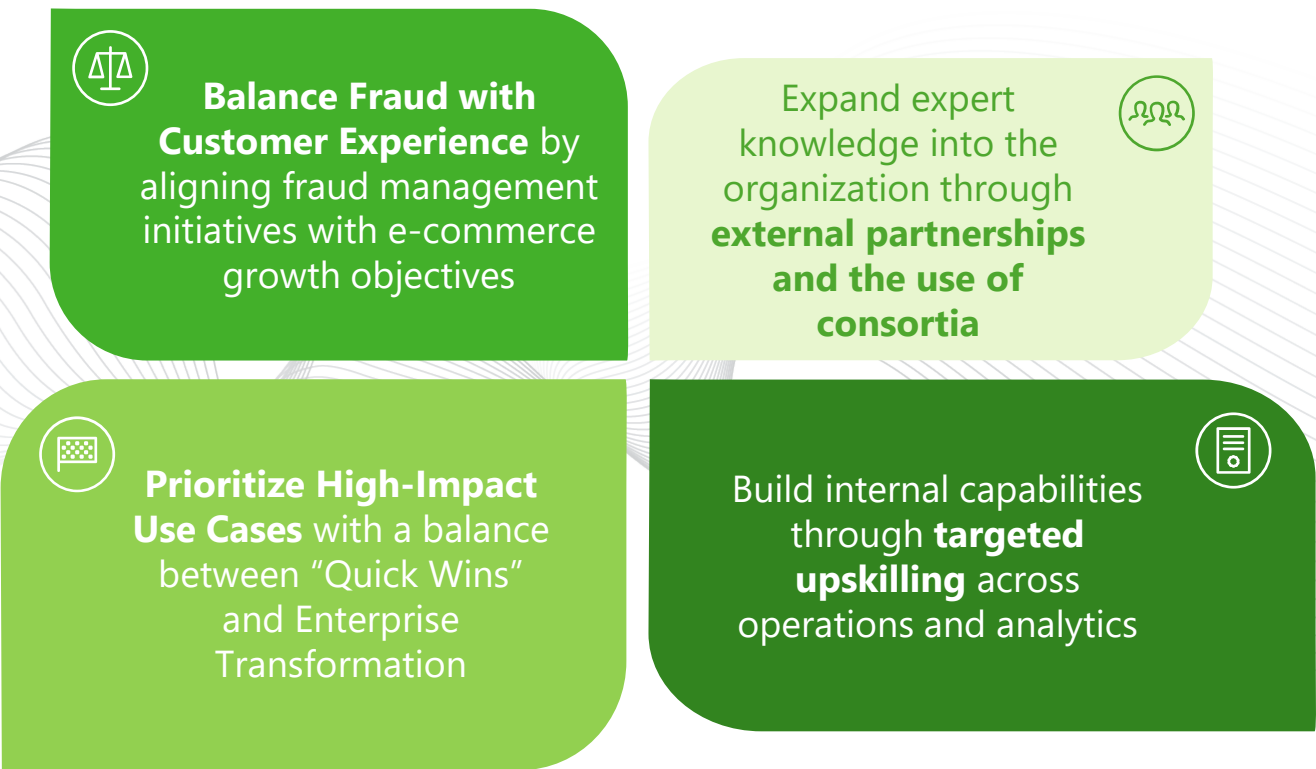 Balance Fraud with
Customer Experience by
aligning fraud management
initiatives with e-commerce
growth objectives
Expand expert
knowledge into the
organization through
external partnerships
and the use of
consortia
Prioritize High-Impact
Use Cases with a balance
between “Quick Wins”
and Enterprise
Transformation
Build internal capabilities
through targeted
upskilling across
operations and analytics